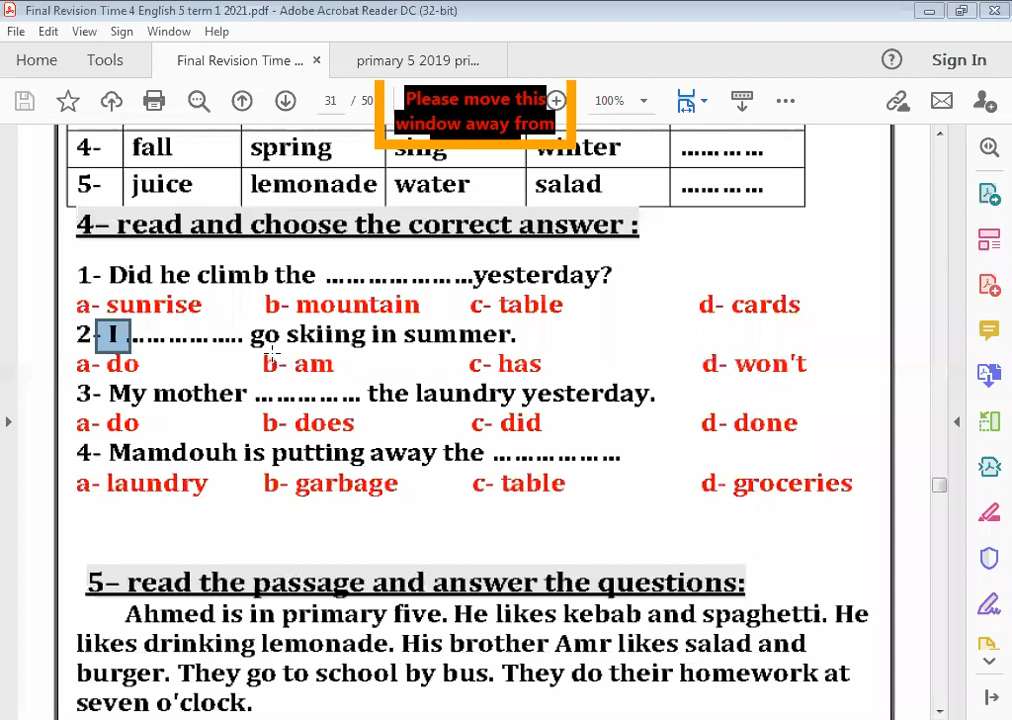 Final Revision Time 4 English 5 term 1 2021.pdf - Adobe Acrobat Reader DC (32-bit)
File Edit View Sign Window Help
Home Tools Final Revision Time ... × primary 5 2019 pri... ? Sign In
31 / 50 Please move this 100%
window away from
4- fall spring sing winter …………
5- juice lemonade water salad …………
4– read and choose the correct answer :
1- Did he climb the ……………………yesterday?
a- sunrise b- mountain c- table d- cards
2- I ………………. go skiing in summer.
a- do b- am c- has d- won't
3- My mother ……………. the laundry yesterday.
a- do b- does c- did d- done
4- Mamdouh is putting away the ………………
a- laundry b- garbage c- table d- groceries
5– read the passage and answer the questions:
Ahmed is in primary five. He likes kebab and spaghetti. He
likes drinking lemonade. His brother Amr likes salad and
burger. They go to school by bus. They do their homework at
seven o'clock.